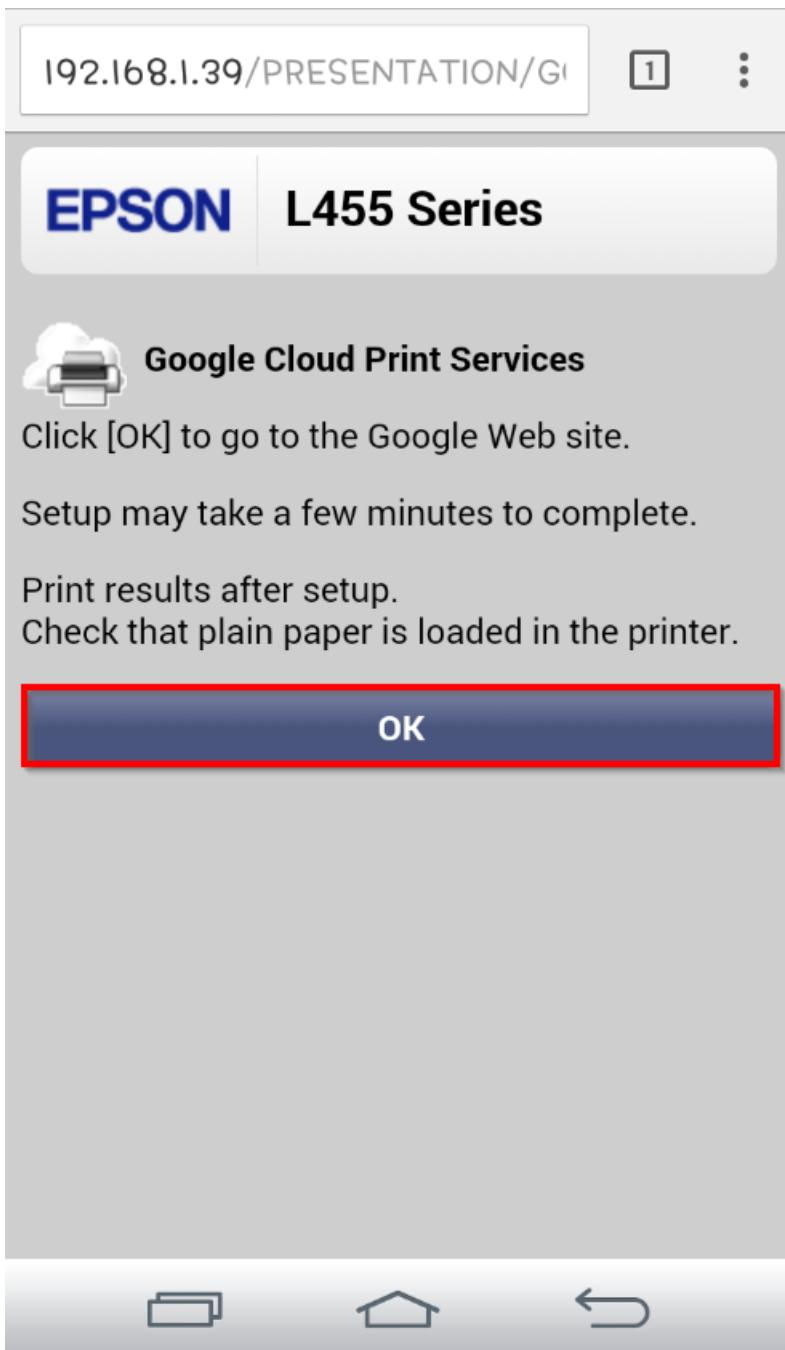 192.168.1.39/PRESENTATION/G
1
EPSON
L455 Series
Google Cloud Print Services
Click [OK] to go to the Google Web site.
Setup may take a few minutes to complete.
Print results after setup.
Check that plain paper is loaded in the printer.
OK